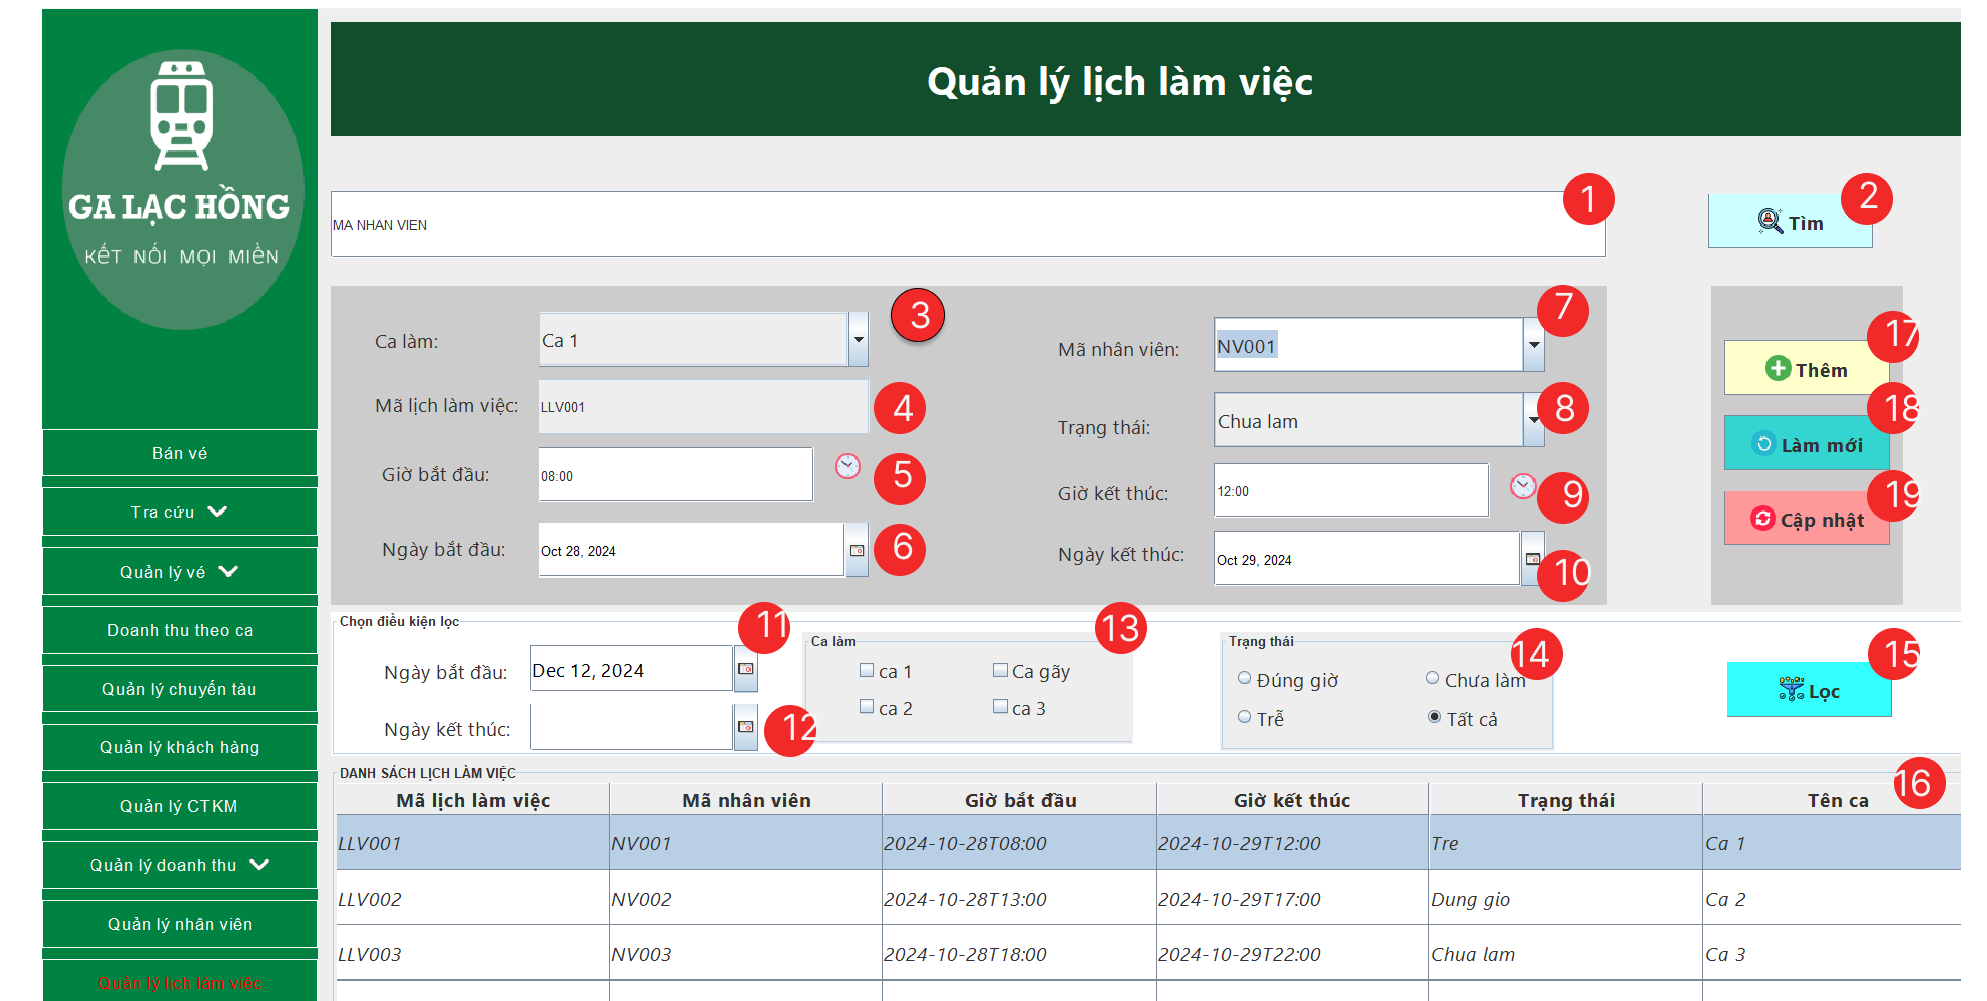 GA LẠC HỒNG
KẾT NỐI MỌI MIỀN
Bán vé
Tra cứu
Quản lý vé
Doanh thu theo ca
Quản lý chuyến tàu
Quản lý khách hàng
Quản lý CTKM
Quản lý doanh thu
Quản lý nhân viên
Quản lý lịch làm việc
Quản lý lịch làm việc
MA NHAN VIEN 1
Tìm 2
Ca làm: Ca 1 3
Mã nhân viên: NV001 7
Mã lịch làm việc: LLV001 4
Trạng thái: Chua lam 8
Giờ bắt đầu: 08:00 5
Giờ kết thúc: 12:00 9
Ngày bắt đầu: Oct 28, 2024 6
Ngày kết thúc: Oct 29, 2024 10
Thêm 17
Làm mới 18
Cập nhật 19
Chọn điều kiện lọc
Ngày bắt đầu: Dec 12, 2024 11
Ngày kết thúc: 12
Ca làm 13
ca 1 Ca gãy
ca 2 ca 3
Trạng thái 14
Đúng giờ Chưa làm
Trễ Tất cả
Lọc 15
DANH SÁCH LỊCH LÀM VIỆC 16
Mã lịch làm việc Mã nhân viên Giờ bắt đầu Giờ kết thúc Trạng thái Tên ca
LLV001 NV001 2024-10-28T08:00 2024-10-29T12:00 Tre Ca 1
LLV002 NV002 2024-10-28T13:00 2024-10-29T17:00 Dung gio Ca 2
LLV003 NV003 2024-10-28T18:00 2024-10-29T22:00 Chua lam Ca 3